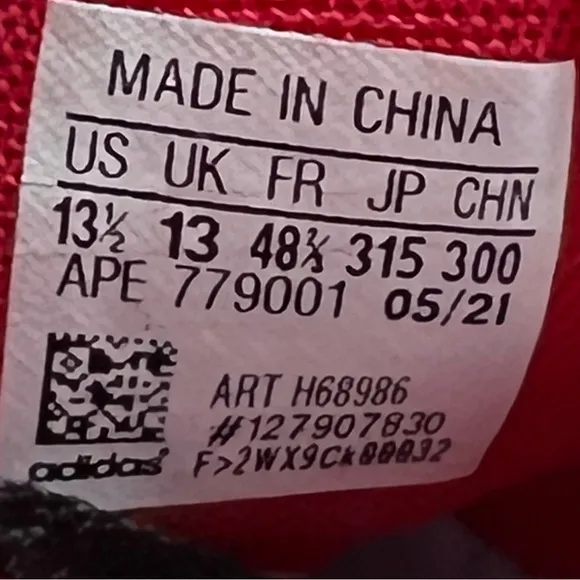 MADE IN CHINA
US UK FR JP CHN
13½ 13 48⅔ 315 300
APE 779001 05/21
ART H68986
#127907830
adidas